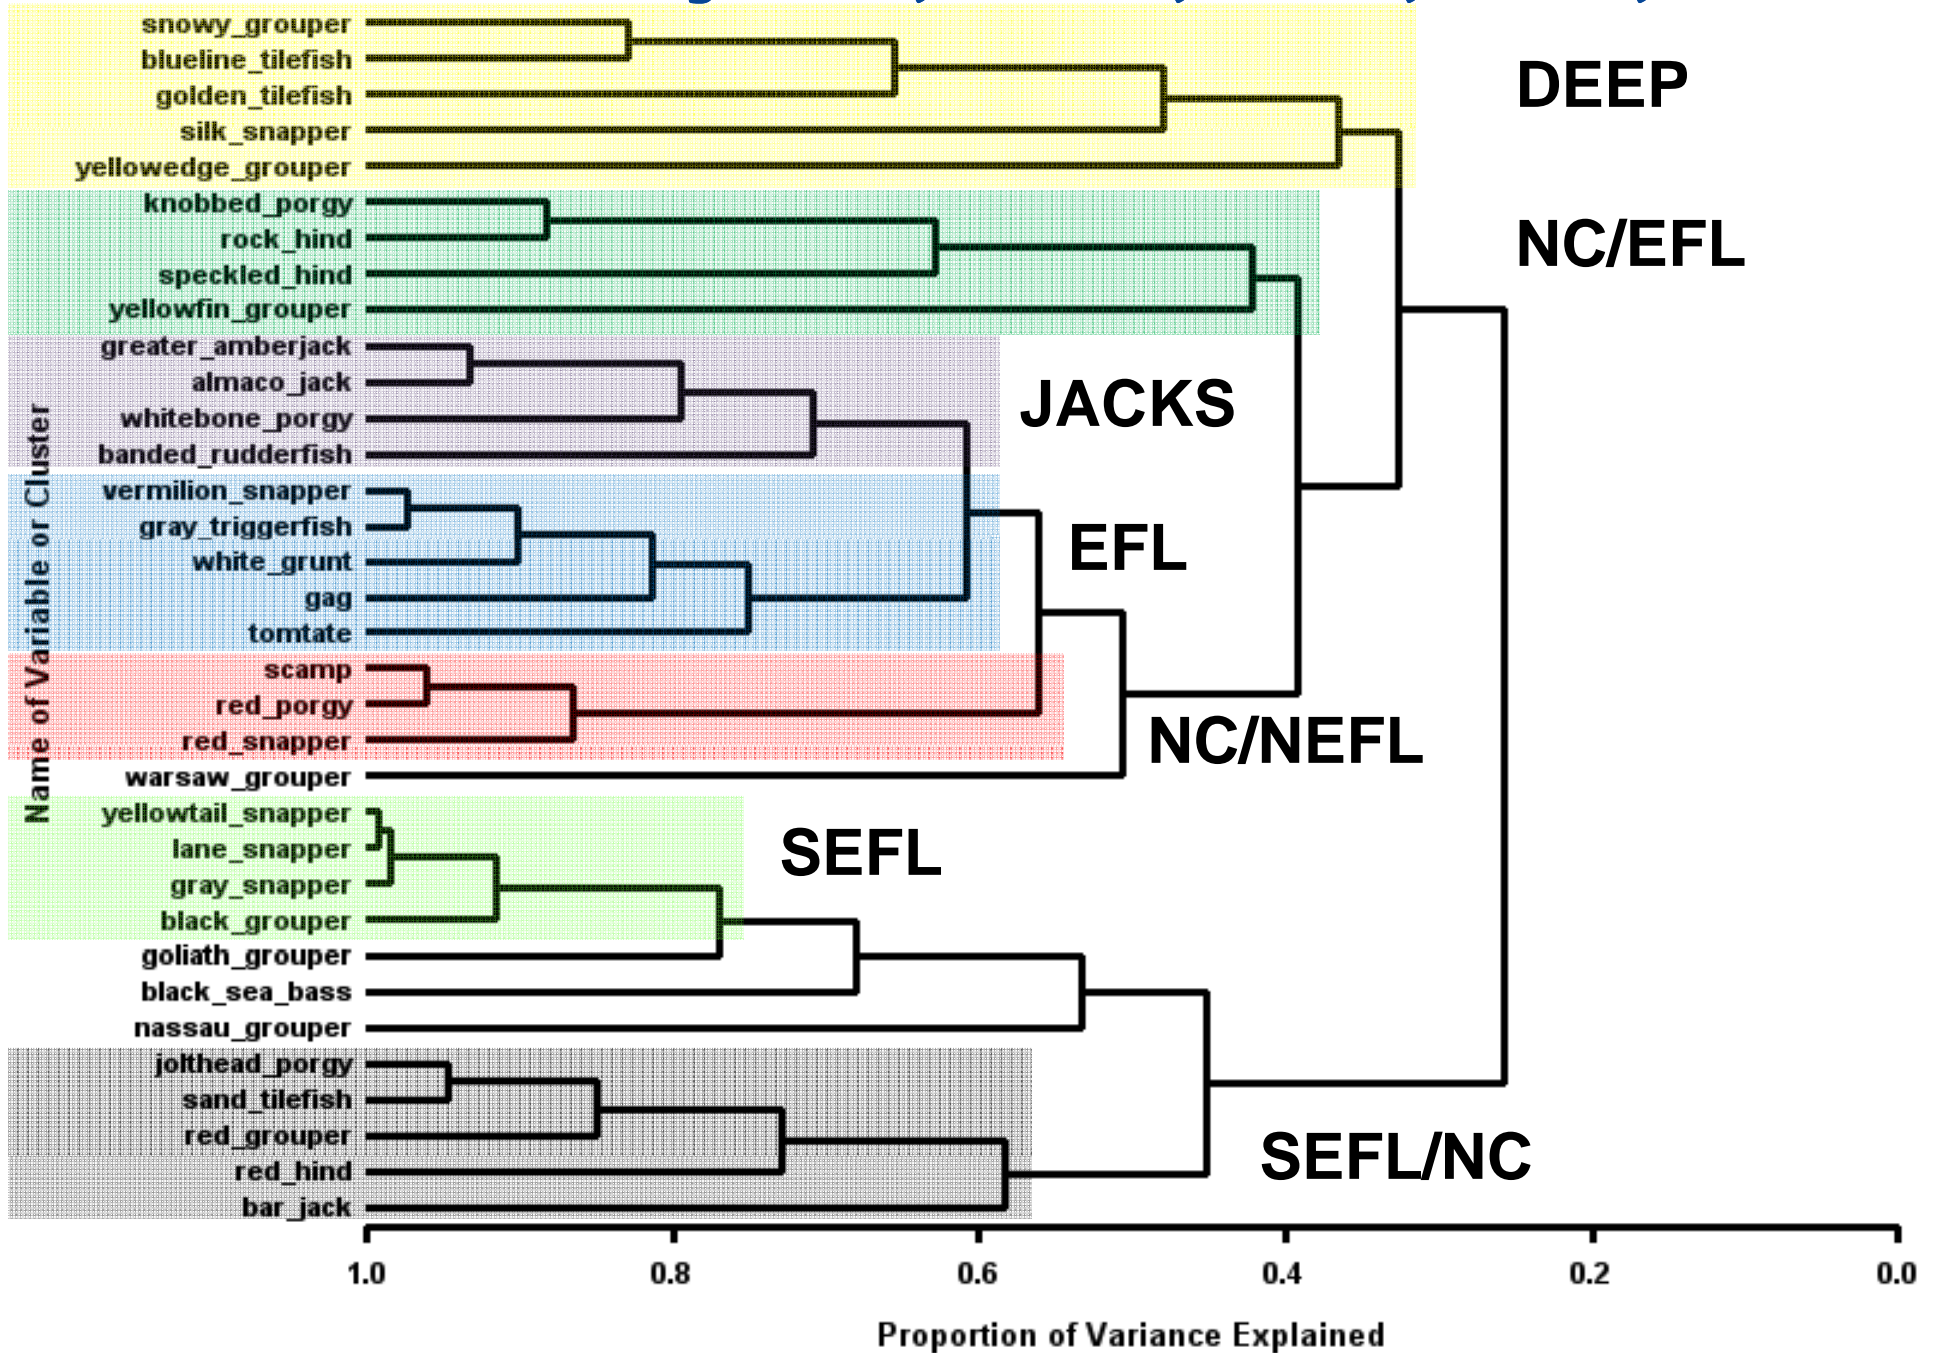 snowy_grouper
blueline_tilefish
golden_tilefish
silk_snapper
yellowedge_grouper
knobbed_porgy
rock_hind
speckled_hind
yellowfin_grouper
greater_amberjack
almaco_jack
whitebone_porgy
banded_rudderfish
vermilion_snapper
gray_triggerfish
white_grunt
gag
tomtate
scamp
red_porgy
red_snapper
warsaw_grouper
yellowtail_snapper
lane_snapper
gray_snapper
black_grouper
goliath_grouper
black_sea_bass
nassau_grouper
jolthead_porgy
sand_tilefish
red_grouper
red_hind
bar_jack
Name of Variable or Cluster
DEEP
NC/EFL
JACKS
EFL
NC/NEFL
SEFL
SEFL/NC
1.0 0.8 0.6 0.4 0.2 0.0
Proportion of Variance Explained